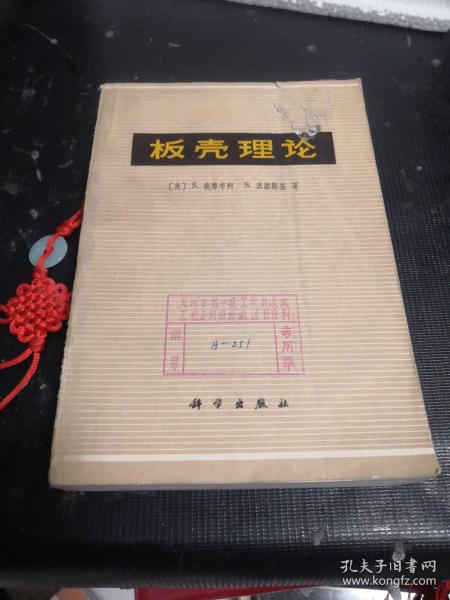 板壳理论
〔美〕 S. 铁摩辛柯 S. 沃诺斯基 著
编号
A-251
专用章
科学出版社
孔夫子旧书网
www.kongfz.com